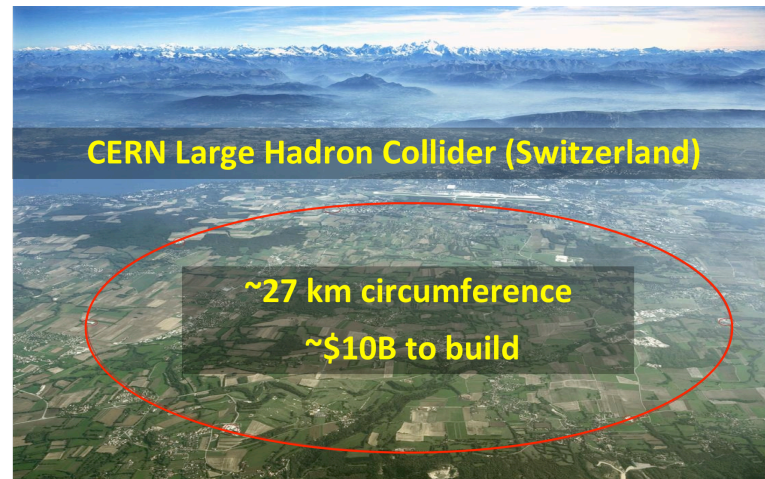 CERN Large Hadron Collider (Switzerland)
~27 km circumference
~$10B to build